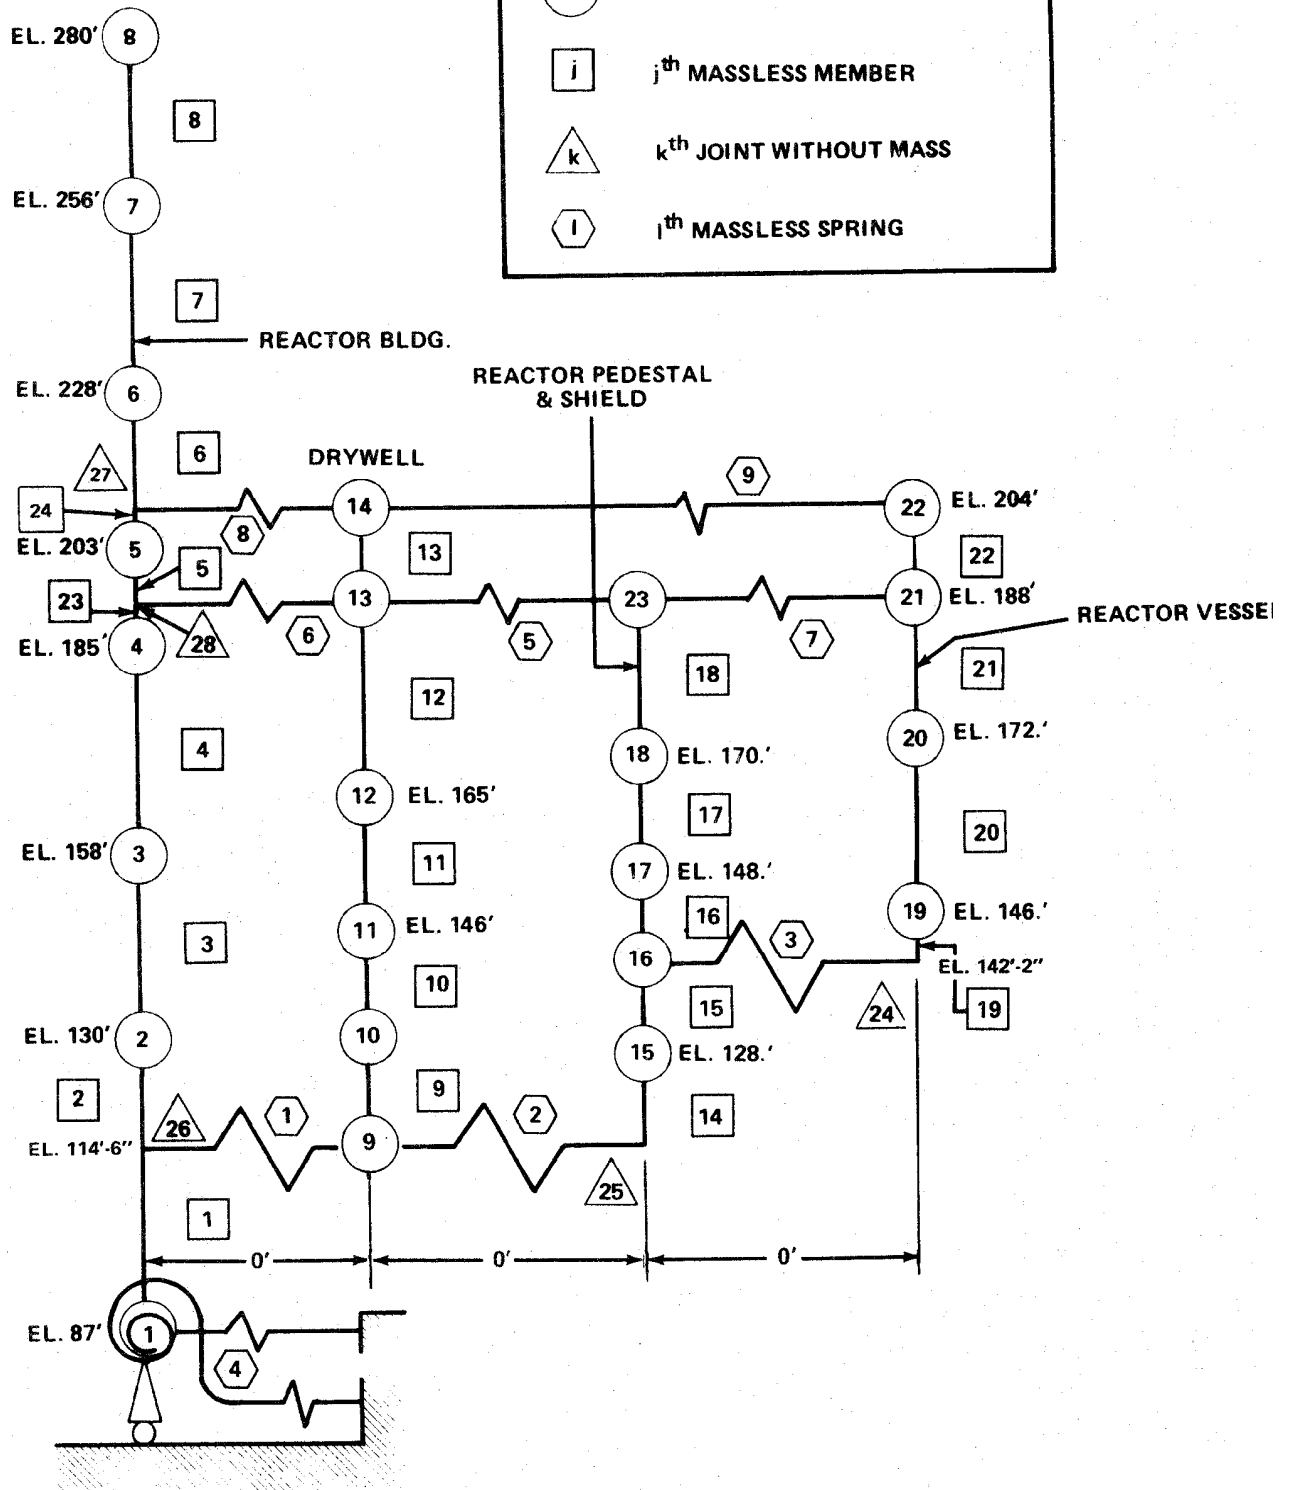 EL. 280' 8
j jth MASSLESS MEMBER
8
k kth JOINT WITHOUT MASS
EL. 256' 7
l lth MASSLESS SPRING
7
REACTOR BLDG.
EL. 228' 6
REACTOR PEDESTAL
& SHIELD
27 6
DRYWELL
9
24
14
22 EL. 204'
8
EL. 203' 5
5
13
22
23
13
23
21 EL. 188'
REACTOR VESSE
28
6
5
7
EL. 185' 4
18
21
12
4
18 EL. 170.'
20 EL. 172.'
12 EL. 165'
17
20
EL. 158' 3
11
17 EL. 148.'
16
19 EL. 146.'
11 EL. 146'
3
3
16
EL. 142'-2"
10
15
24
19
EL. 130' 2
10
15 EL. 128.'
2
9
26
1
2
14
EL. 114'-6"
9
25
1
0' 0' 0'
EL. 87' 1
4